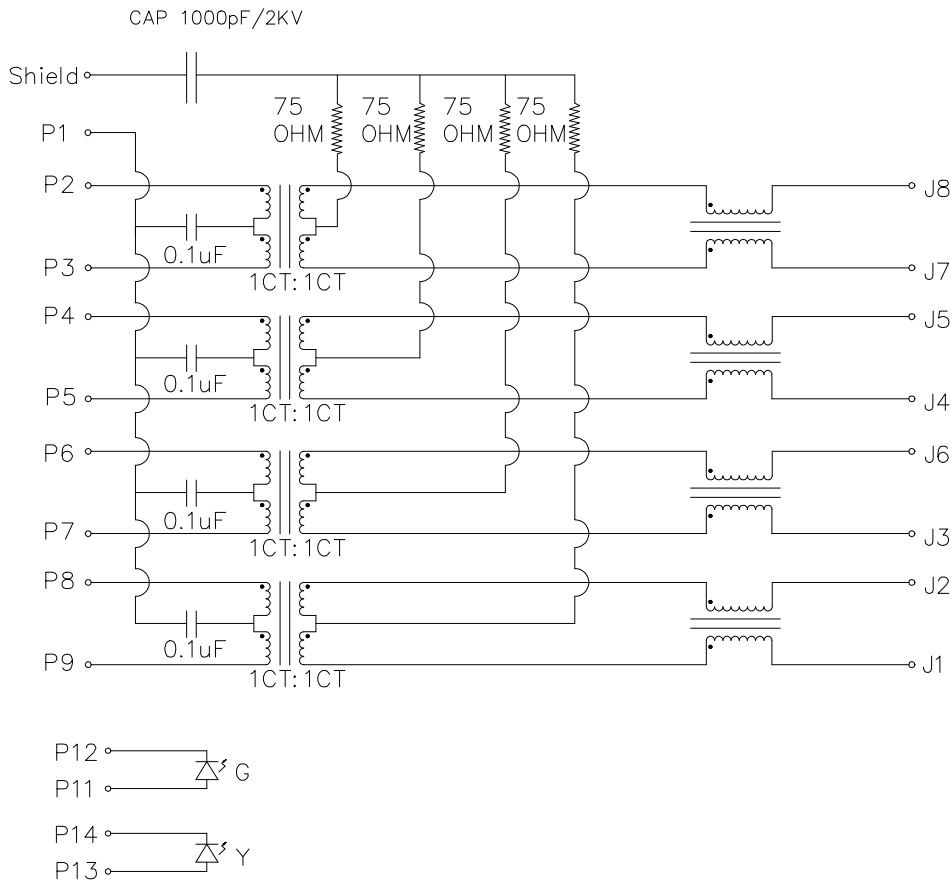 CAP 1000pF/2KV
Shield
P1
75 OHM
75 OHM
75 OHM
75 OHM
P2
J8
0.1uF
P3
1CT:1CT
J7
P4
J5
0.1uF
P5
1CT:1CT
J4
P6
J6
0.1uF
P7
1CT:1CT
J3
P8
J2
0.1uF
P9
1CT:1CT
J1
P12
G
P11
P14
Y
P13